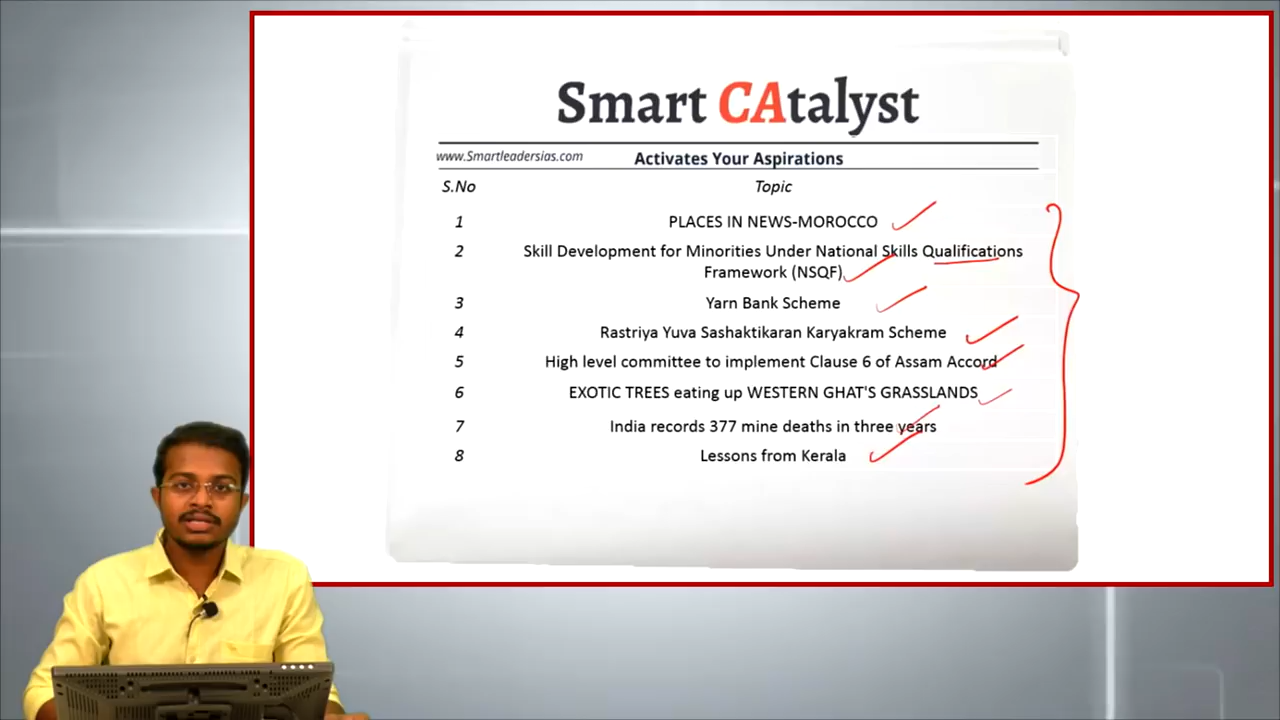 Smart CAtalyst
www.Smartleadersias.com Activates Your Aspirations
S.No Topic
1 PLACES IN NEWS-MOROCCO
2 Skill Development for Minorities Under National Skills Qualifications
Framework (NSQF)
3 Yarn Bank Scheme
4 Rastriya Yuva Sashaktikaran Karyakram Scheme
5 High level committee to implement Clause 6 of Assam Accord
6 EXOTIC TREES eating up WESTERN GHAT'S GRASSLANDS
7 India records 377 mine deaths in three years
8 Lessons from Kerala